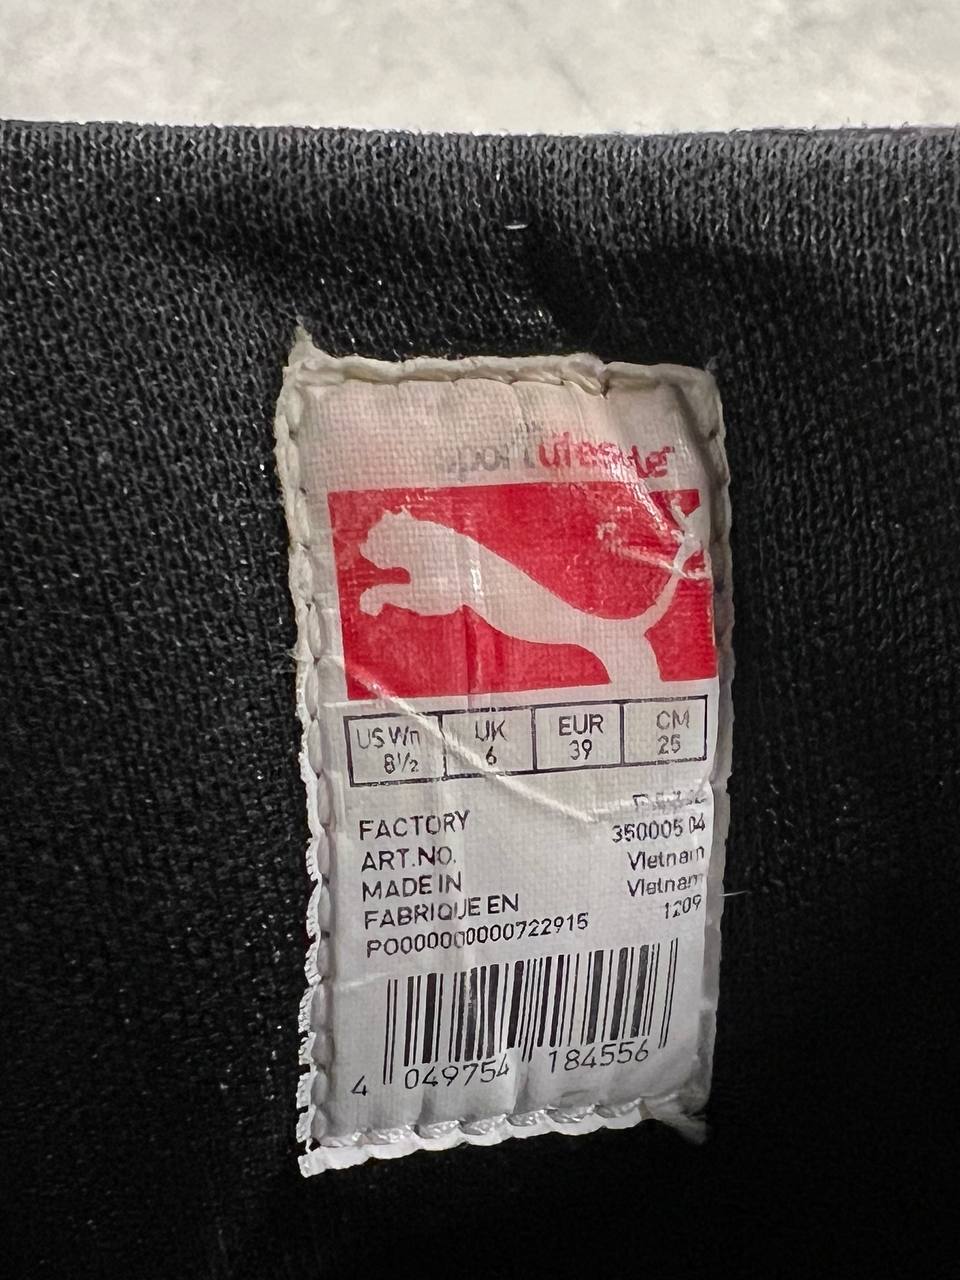 sportlifestyle
US Wn UK EUR CM
8½ 6 39 25
FACTORY
ART.NO. 350005 04
MADE IN Vietnam
FABRIQUE EN Vietnam
1209
P0000000000722915
4 049754 184556